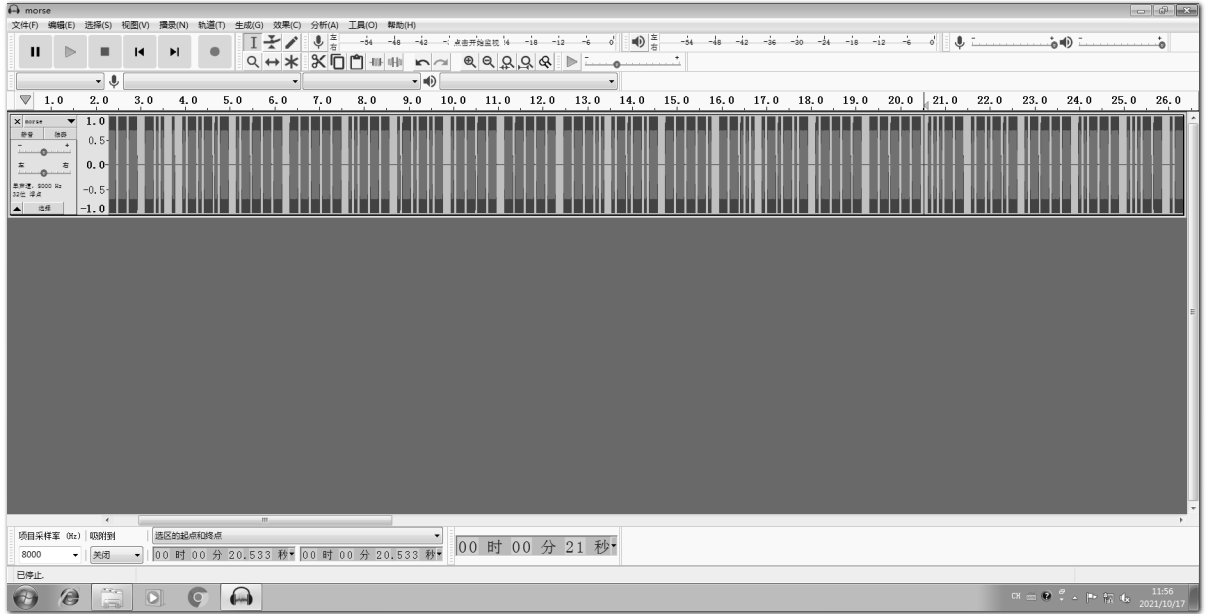 morse
文件(F) 编辑(E) 选择(S) 视图(V) 播录(N) 轨道(T) 生成(G) 效果(C) 分析(A) 工具(O) 帮助(H)
左 -54 -48 -42 - 点击开始监视 -18 -12 -6 0 左 -54 -48 -42 -36 -30 -24 -18 -12 -6 0
右 右
1.0 2.0 3.0 4.0 5.0 6.0 7.0 8.0 9.0 10.0 11.0 12.0 13.0 14.0 15.0 16.0 17.0 18.0 19.0 20.0 21.0 22.0 23.0 24.0 25.0 26.0
morse 1.0
静音 独奏
0.5
- +
0.0
左 右
单声道, 8000 Hz
32位 浮点
-0.5
选择
-1.0
项目采样率 (Hz) 吸附到 选区的起点和终点
8000 关闭 00 时 00 分 20.533 秒 00 时 00 分 20.533 秒 00 时 00 分 21 秒
已停止.
CH 11:56
2021/10/17